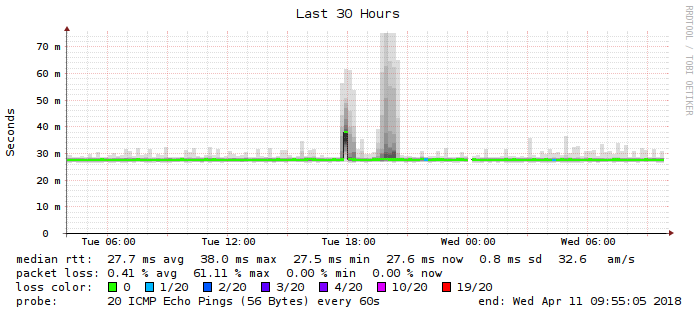 Last 30 Hours
RRDTOOL / TOBI OETIKER
Seconds
70 m
60 m
50 m
40 m
30 m
20 m
10 m
0
Tue 06:00 Tue 12:00 Tue 18:00 Wed 00:00 Wed 06:00
median rtt: 27.7 ms avg 38.0 ms max 27.5 ms min 27.6 ms now 0.8 ms sd 32.6 am/s
packet loss: 0.41 % avg 61.11 % max 0.00 % min 0.00 % now
loss color: 0 1/20 2/20 3/20 4/20 10/20 19/20
probe: 20 ICMP Echo Pings (56 Bytes) every 60s end: Wed Apr 11 09:55:05 2018